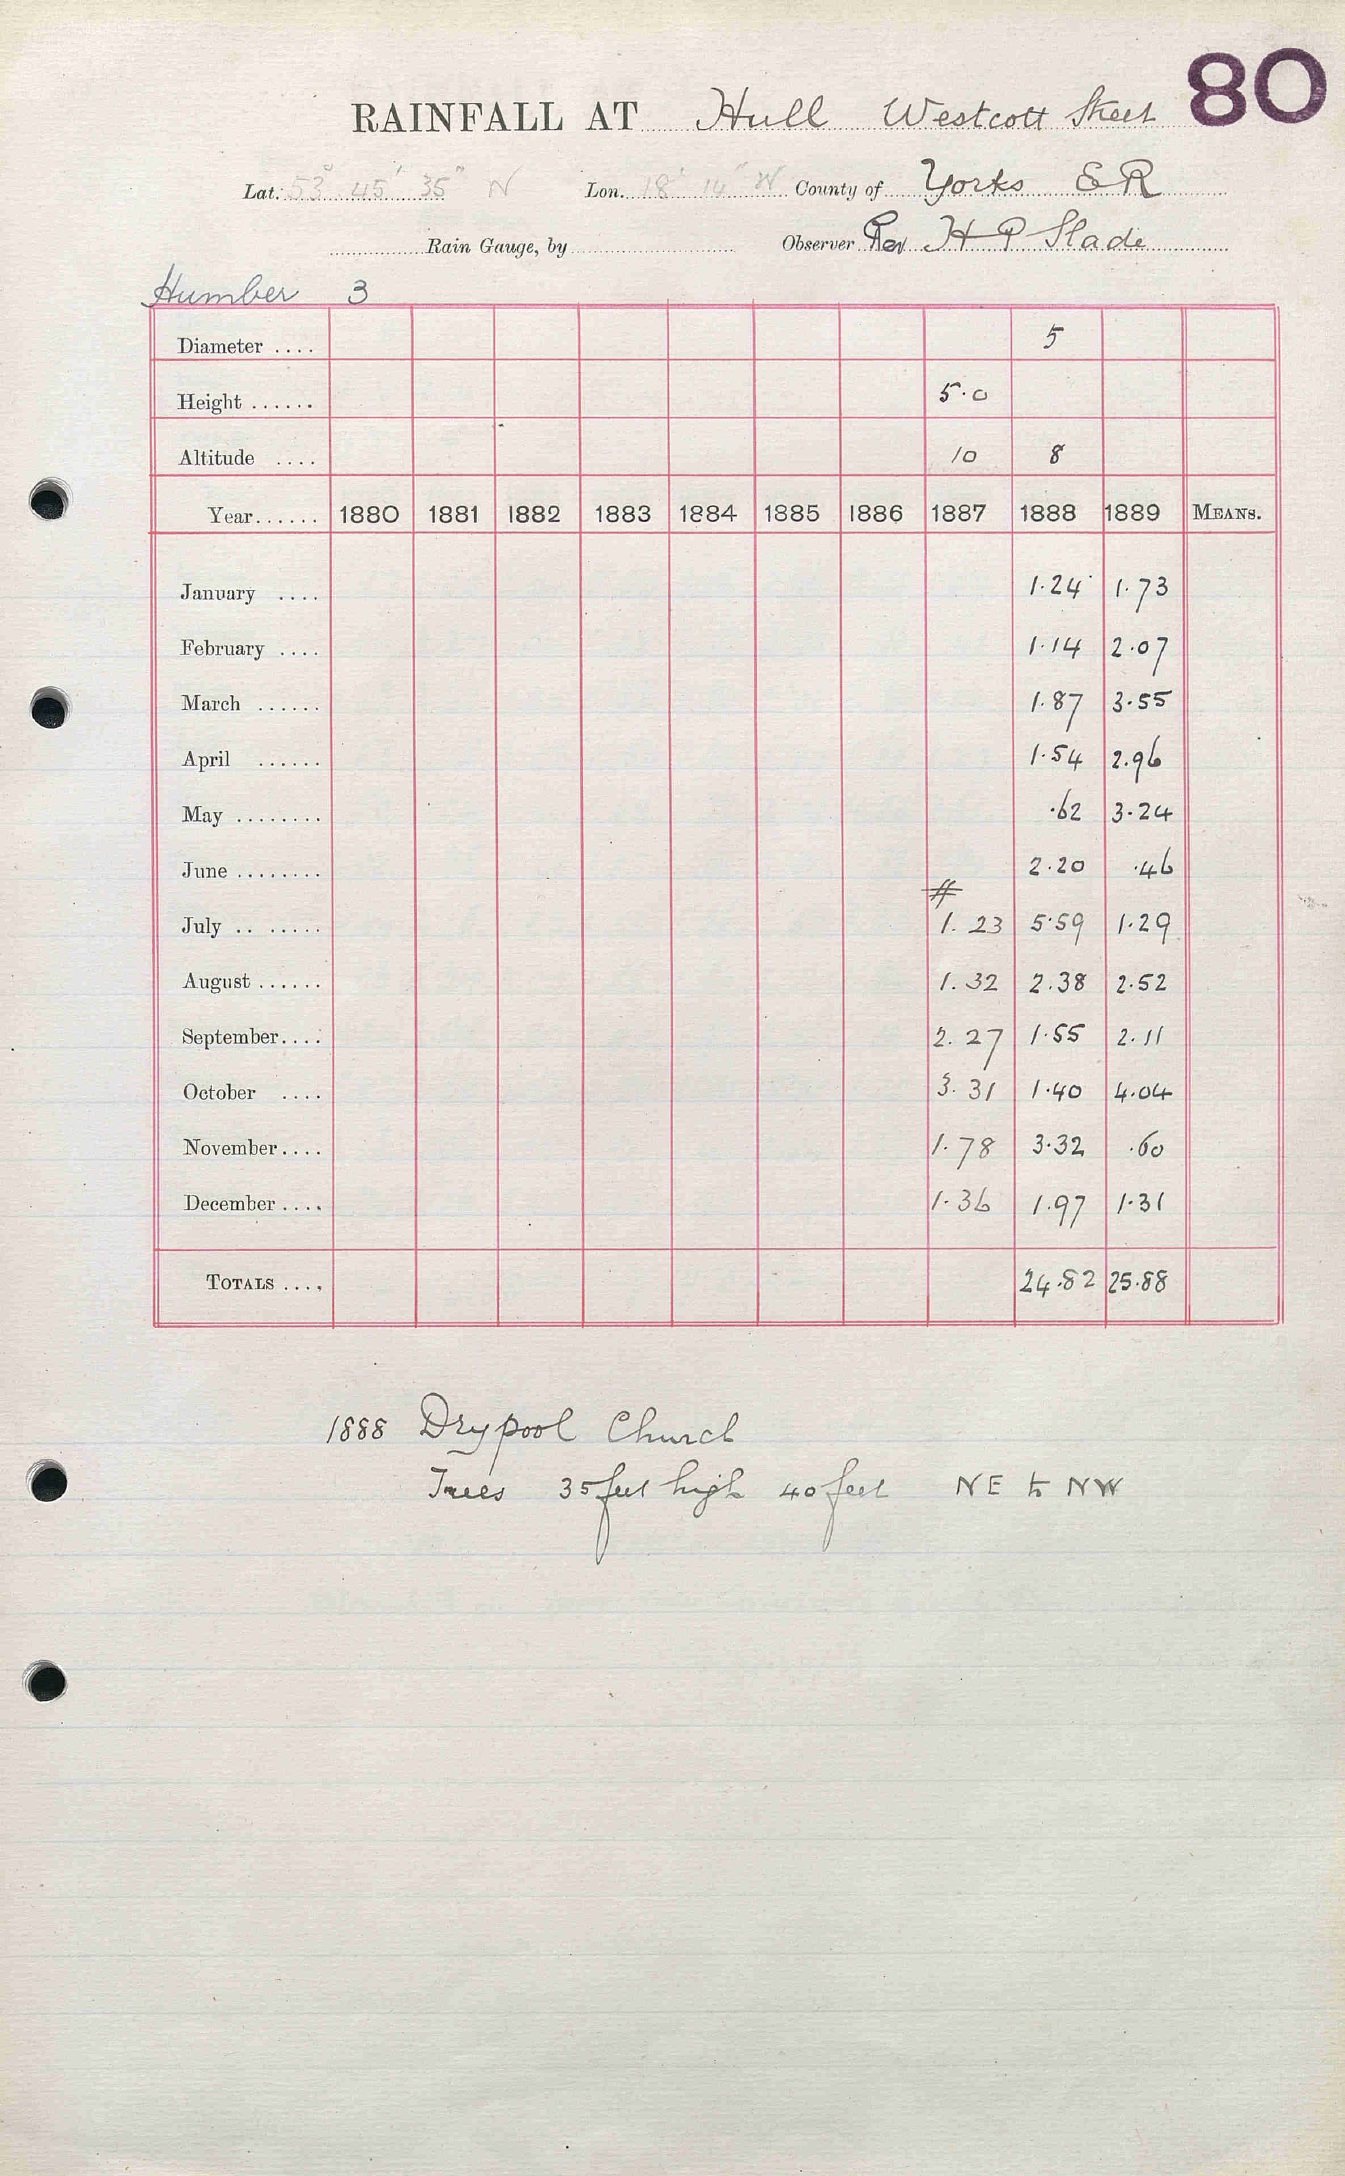 80
RAINFALL AT Hull Westcott Street
Lat. 53° 45' 35" N Lon. 18' 14" W County of Yorks E R
Rain Gauge, by Observer Rev H P Slade
Humber 3
Diameter .... 5
Height ...... 5.0
Altitude .... 10 8
Year...... 1880 1881 1882 1883 1884 1885 1886 1887 1888 1889 MEANS.
January .... 1.24 1.73
February .... 1.14 2.07
March ...... 1.87 3.55
April ...... 1.54 2.96
May ........ .62 3.24
June ........ 2.20 .46
July .. ..... 1.23 5.59 1.29
August ...... 1.32 2.38 2.52
September.... 2.27 1.55 2.11
October .... 3.31 1.40 4.04
November.... 1.78 3.32 .60
December .... 1.36 1.97 1.31
TOTALS .... 24.82 25.88
1888 Drypool Church
Trees 35 feet high 40 feet NE to NW